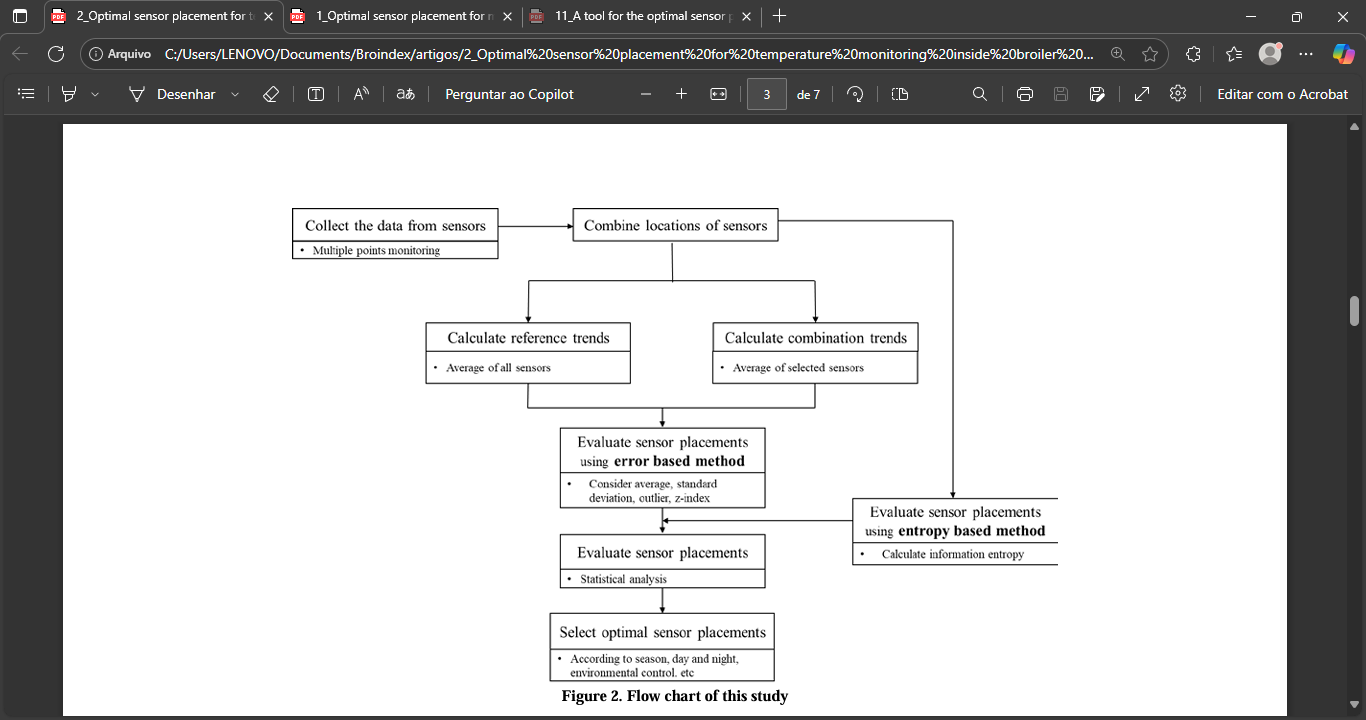 2_Optimal sensor placement for t
1_Optimal sensor placement for
11_A tool for the optimal sensor
Arquivo
C:/Users/LENOVO/Documents/Broindex/artigos/2_Optimal%20sensor%20placement%20for%20temperature%20monitoring%20inside%20broiler%20...
Desenhar
Perguntar ao Copilot
3
de 7
Editar com o Acrobat
Collect the data from sensors
• Multiple points monitoring
Combine locations of sensors
Calculate reference trends
• Average of all sensors
Calculate combination trends
• Average of selected sensors
Evaluate sensor placements
using error based method
• Consider average, standard
deviation, outlier, z-index
Evaluate sensor placements
using entropy based method
• Calculate information entropy
Evaluate sensor placements
• Statistical analysis
Select optimal sensor placements
• According to season, day and night,
environmental control. etc
Figure 2. Flow chart of this study